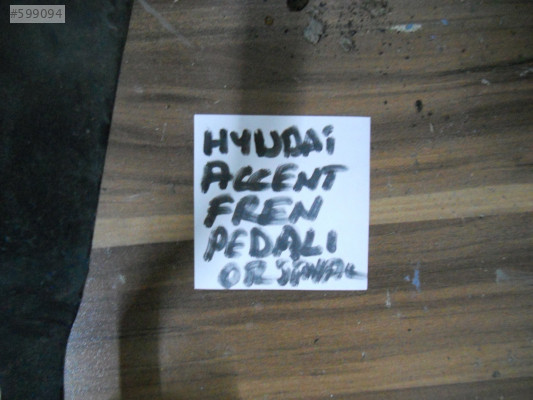 #599094
HYUDAİ
ACCENT
FREN
PEDALI
ORJİNAL